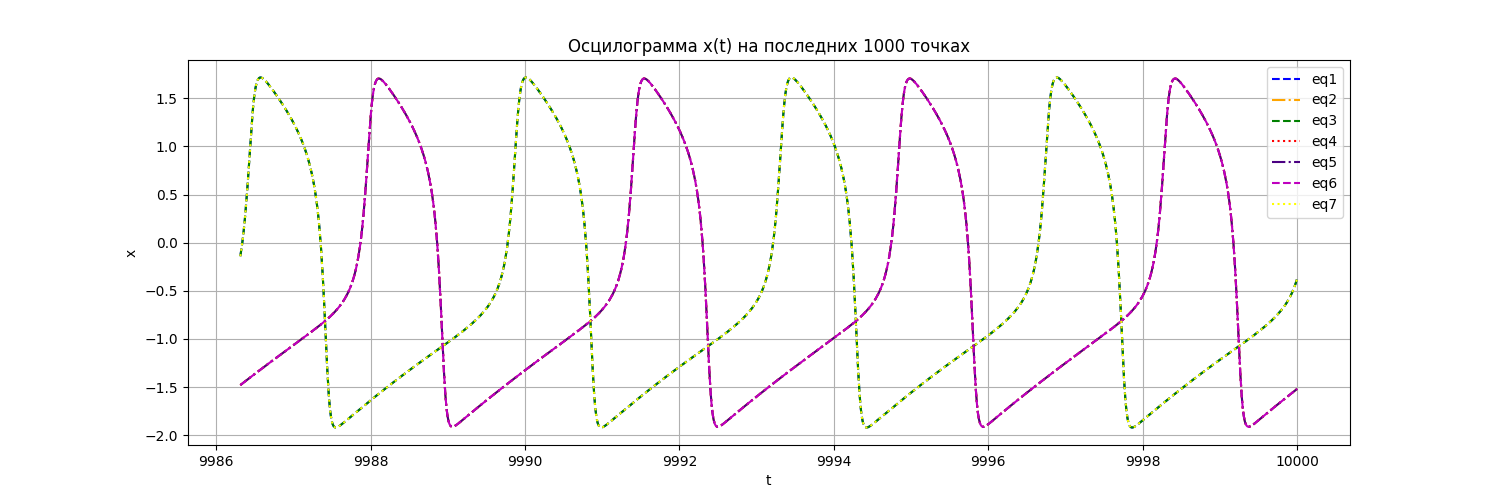 Осцилограмма x(t) на последних 1000 точках
x
1.5
1.0
0.5
0.0
−0.5
−1.0
−1.5
−2.0
eq1
eq2
eq3
eq4
eq5
eq6
eq7
9986
9988
9990
9992
9994
9996
9998
10000
t